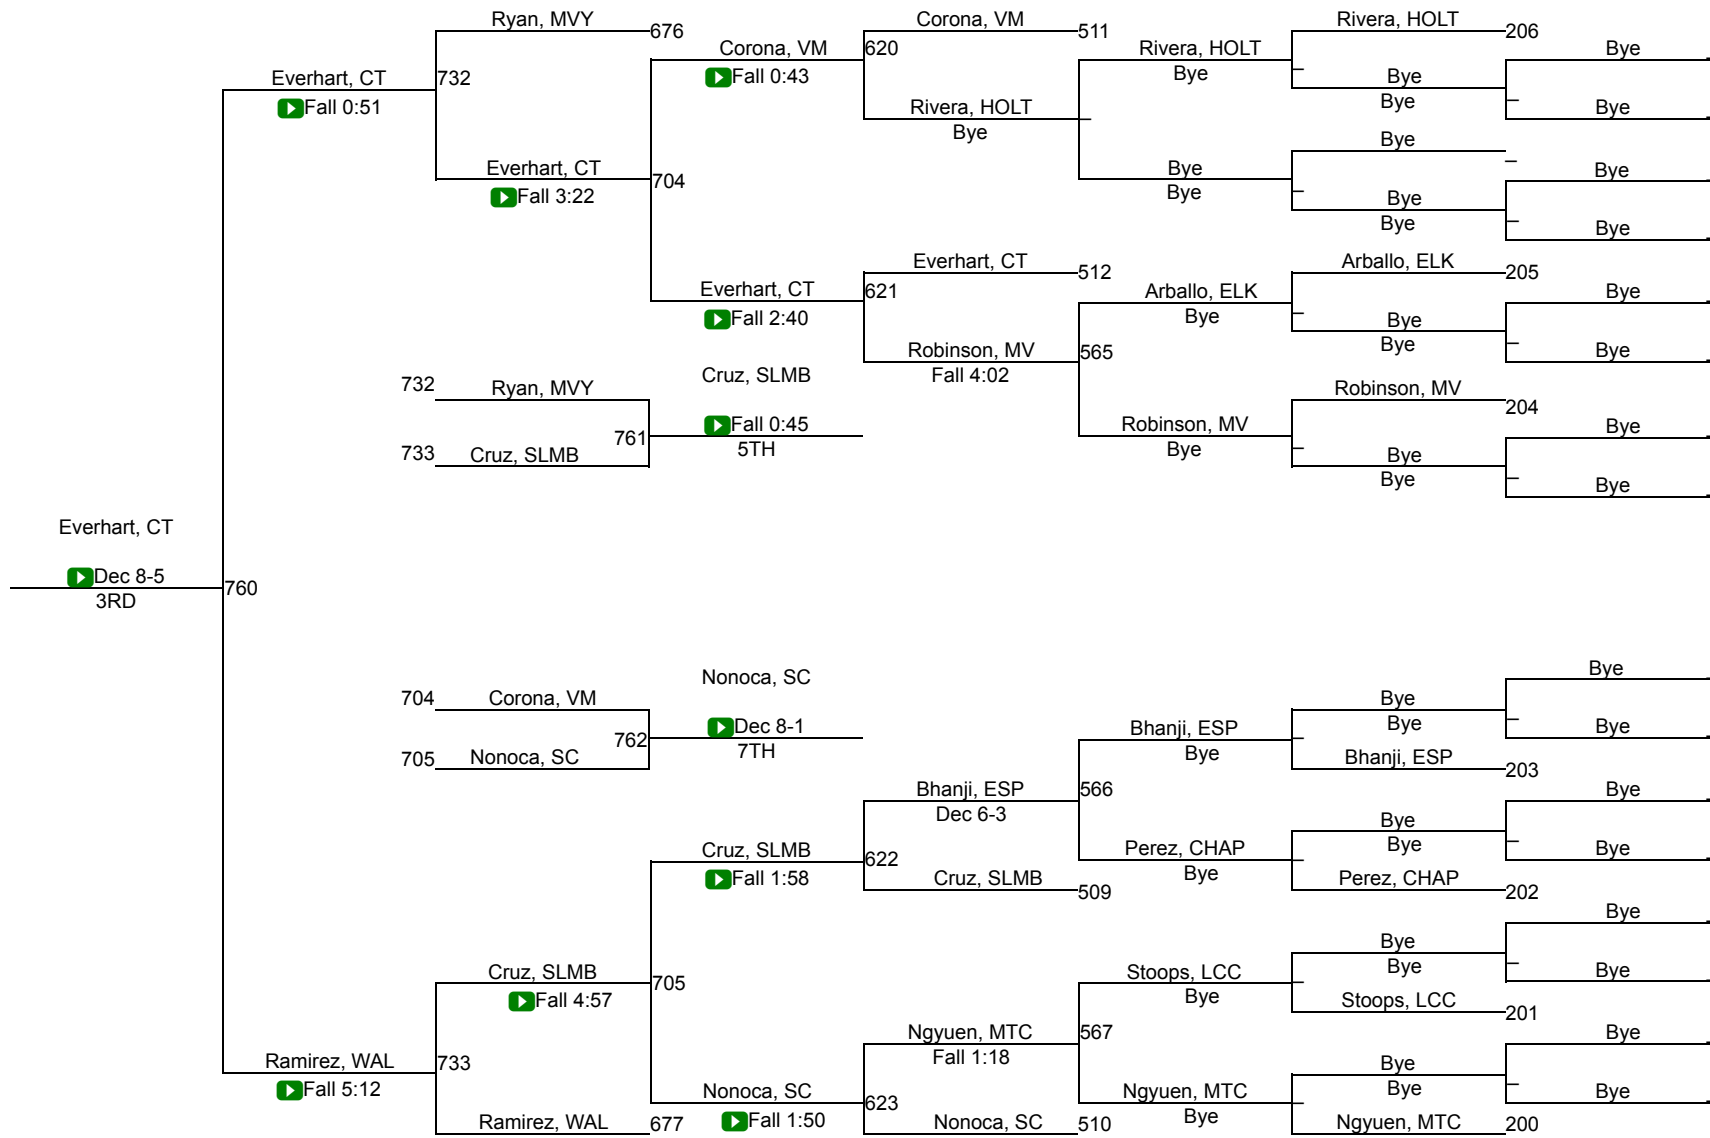 Ryan, MVY
676
Corona, VM
511
Rivera, HOLT
206
Everhart, CT
Fall 0:51
732
Corona, VM
Fall 0:43
620
Rivera, HOLT
Bye
Bye
Bye
Bye
Bye
Rivera, HOLT
Bye
Everhart, CT
Fall 3:22
704
Bye
Bye
Bye
Bye
Bye
Bye
Bye
Everhart, CT
512
Arballo, ELK
205
Everhart, CT
Fall 2:40
621
Arballo, ELK
Bye
Bye
Bye
Bye
Bye
Robinson, MV
Fall 4:02
565
732
Ryan, MVY
Cruz, SLMB
Fall 0:45
5TH
761
733
Cruz, SLMB
Robinson, MV
Bye
Robinson, MV
204
Bye
Bye
Bye
Bye
Everhart, CT
Dec 8-5
3RD
760
704
Corona, VM
Nonoca, SC
Dec 8-1
7TH
762
705
Nonoca, SC
Bhanji, ESP
Bye
Bye
Bye
Bye
Bye
Bhanji, ESP
203
Bhanji, ESP
Dec 6-3
566
Cruz, SLMB
Fall 1:58
622
Cruz, SLMB
509
Perez, CHAP
Bye
Bye
Bye
Bye
Bye
Perez, CHAP
202
Cruz, SLMB
Fall 4:57
705
Stoops, LCC
Bye
Bye
Bye
Bye
Bye
Stoops, LCC
201
Ramirez, WAL
Fall 5:12
733
Ngyuen, MTC
Fall 1:18
567
Nonoca, SC
Fall 1:50
623
Ngyuen, MTC
Bye
Bye
Bye
Bye
Bye
Ramirez, WAL
677
Nonoca, SC
510
Ngyuen, MTC
200